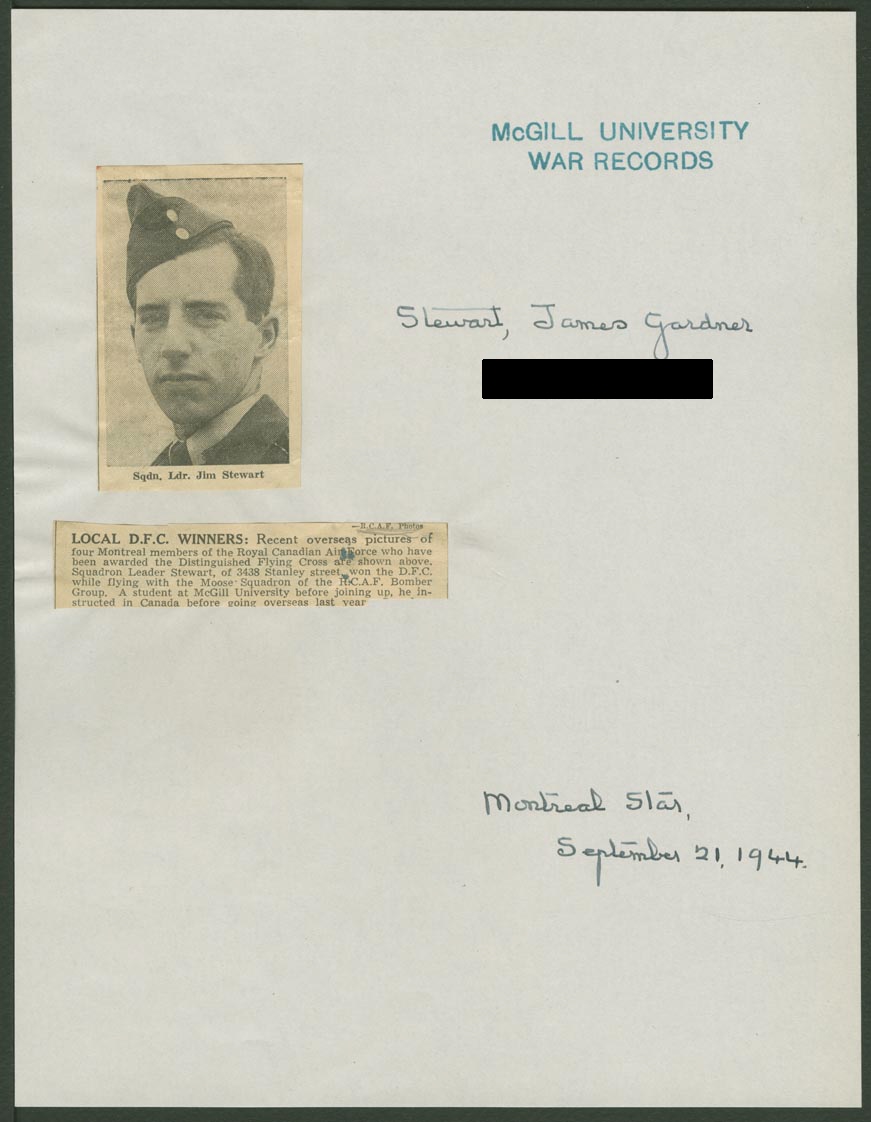 McGILL UNIVERSITY
WAR RECORDS
Stewart, James Gardner
Sqdn. Ldr. Jim Stewart
—R.C.A.F. Photos
LOCAL D.F.C. WINNERS: Recent overseas pictures of
four Montreal members of the Royal Canadian Air Force who have
been awarded the Distinguished Flying Cross are shown above.
Squadron Leader Stewart, of 3438 Stanley street, won the D.F.C.
while flying with the Moose Squadron of the R.C.A.F. Bomber
Group. A student at McGill University before joining up, he in-
structed in Canada before going overseas last year
Montreal Star,
September 21, 1944.